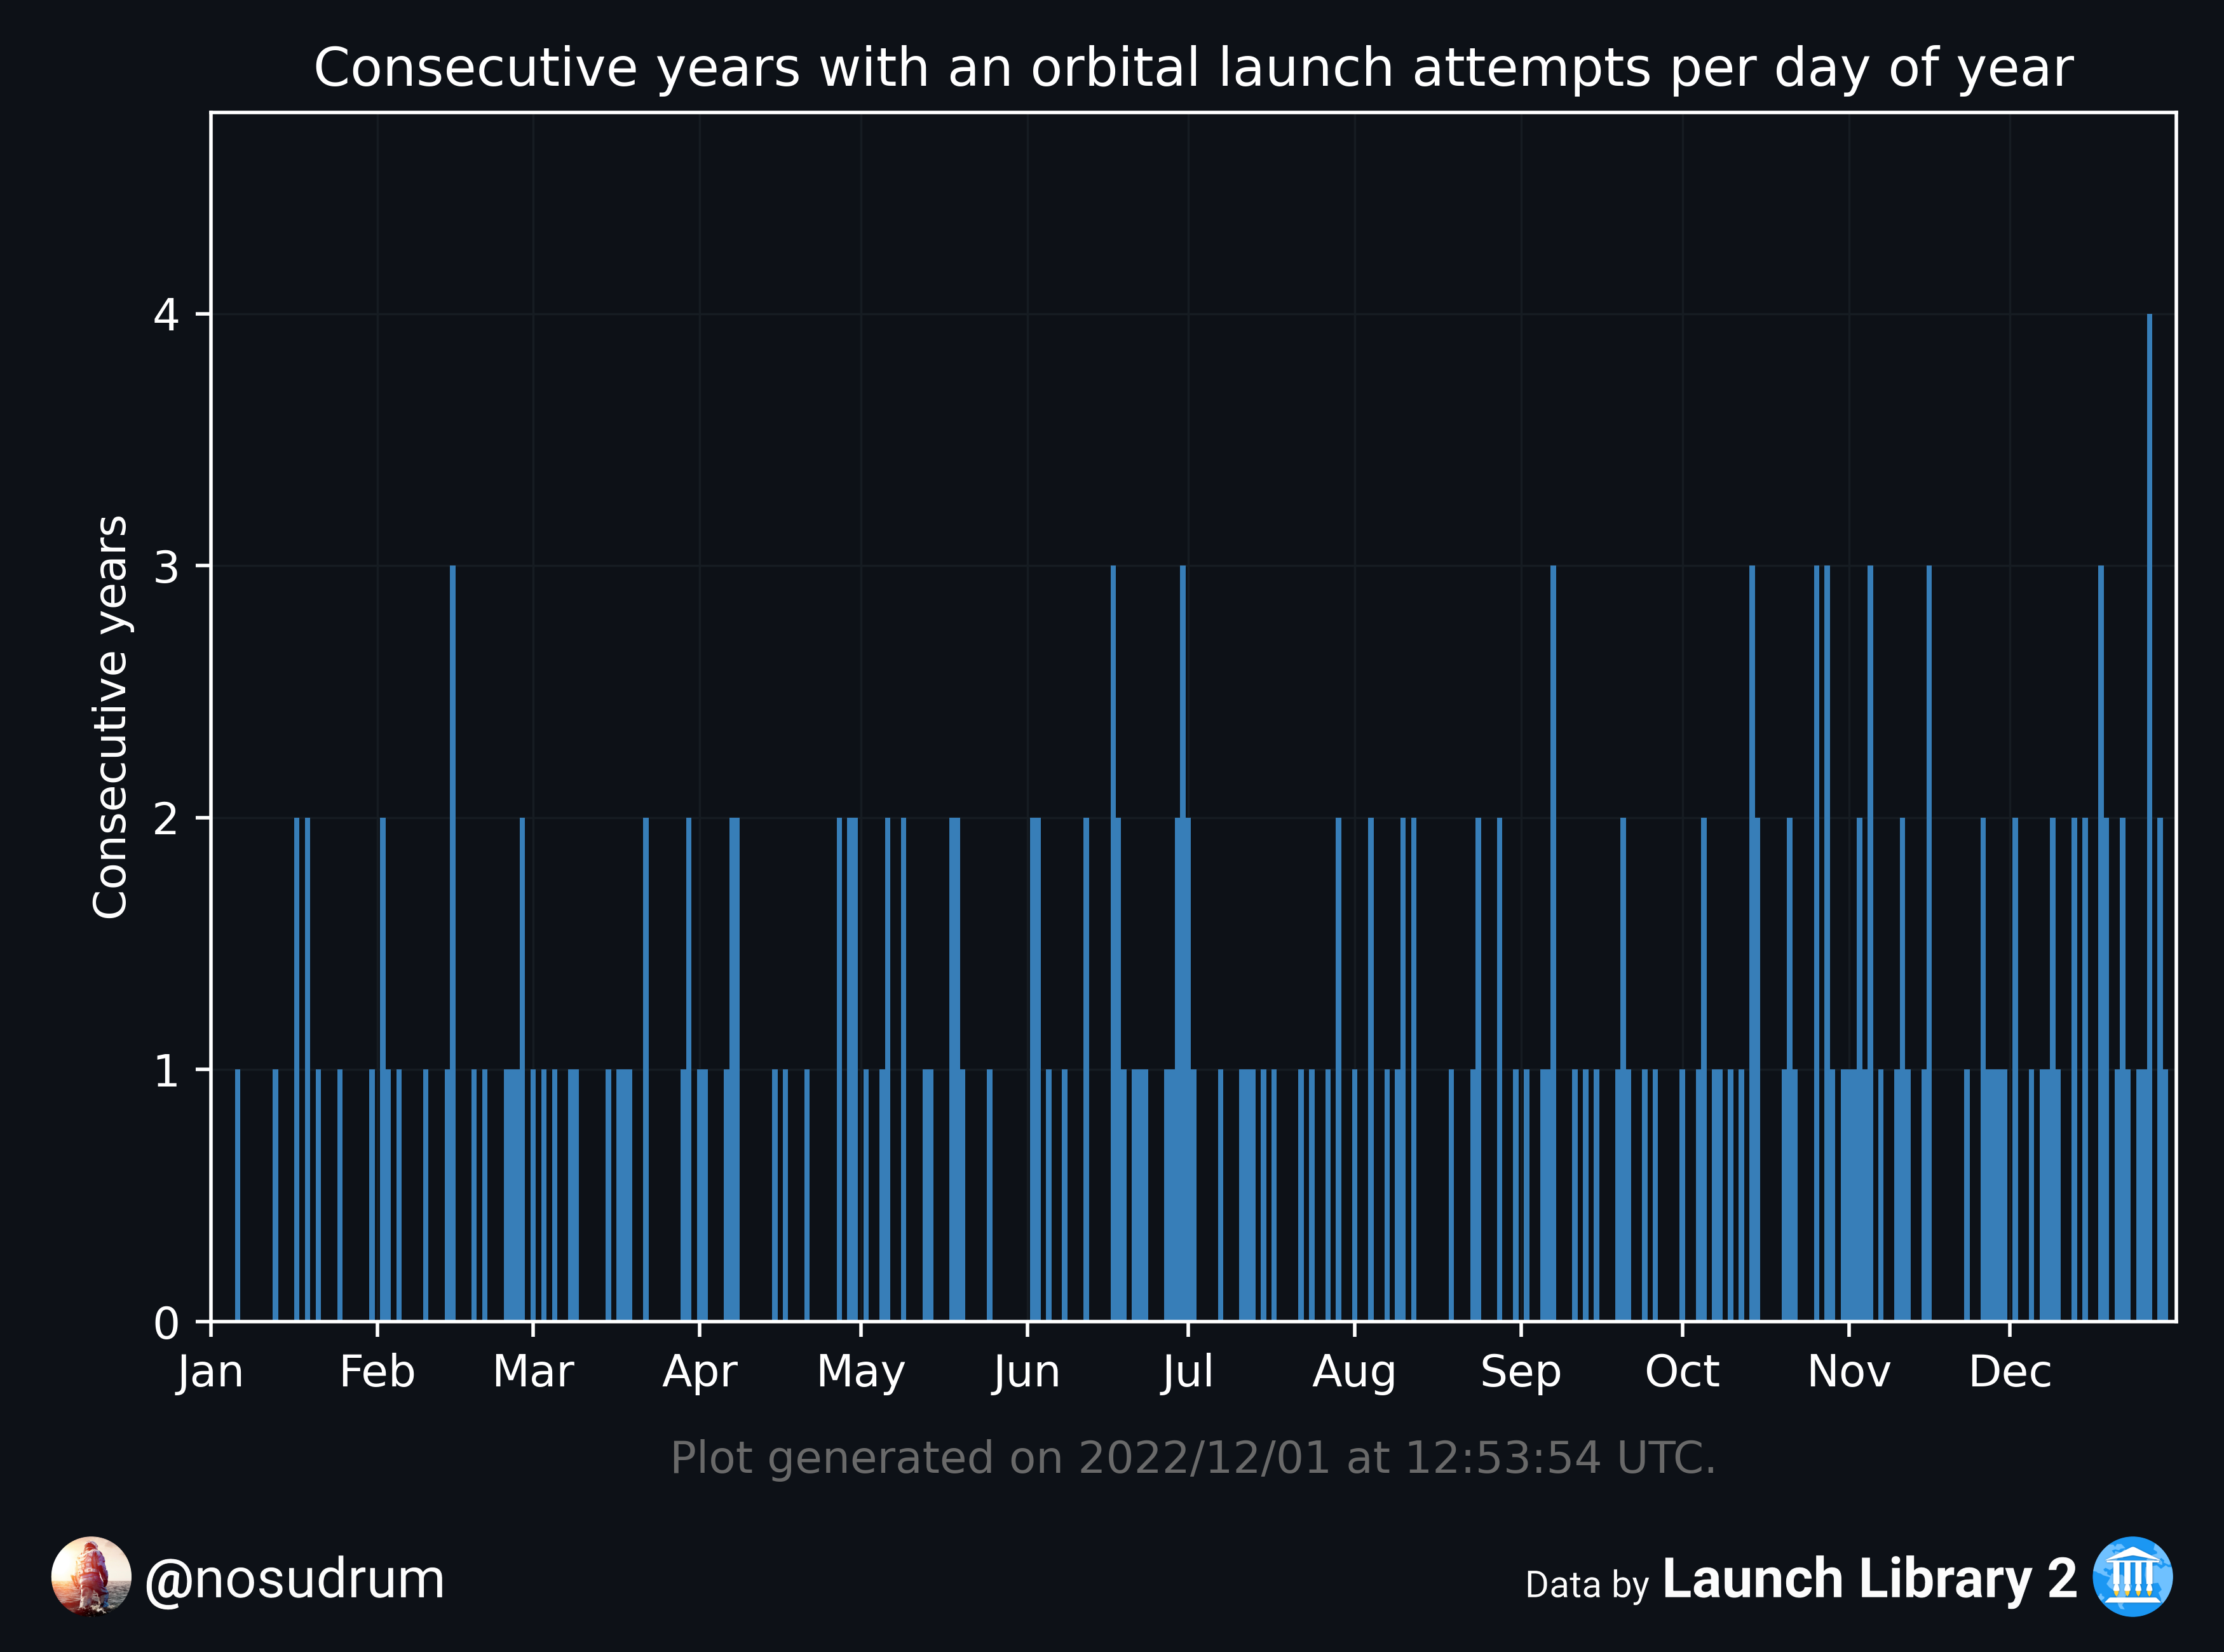 Consecutive years with an orbital launch attempts per day of year
Consecutive years
4
3
2
1
0
Jan Feb Mar Apr May Jun Jul Aug Sep Oct Nov Dec
Plot generated on 2022/12/01 at 12:53:54 UTC.
@nosudrum
Data by Launch Library 2